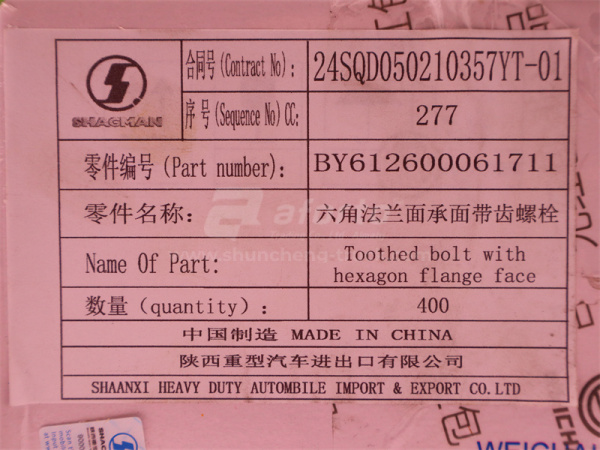 SHACMAN
合同号(Contract No): 24SQD050210357YT-01
序 号(Sequence No)CC: 277
零件编号(Part number): BY612600061711
零件名称: 六角法兰面承面带齿螺栓
Name Of Part: Toothed bolt with
hexagon flange face
数量(quantity): 400
中国制造 MADE IN CHINA
陕西重型汽车进出口有限公司
SHAANXI HEAVY DUTY AUTOMBILE IMPORT & EXPORT CO.LTD
SHACMAN
包
WEICHAI